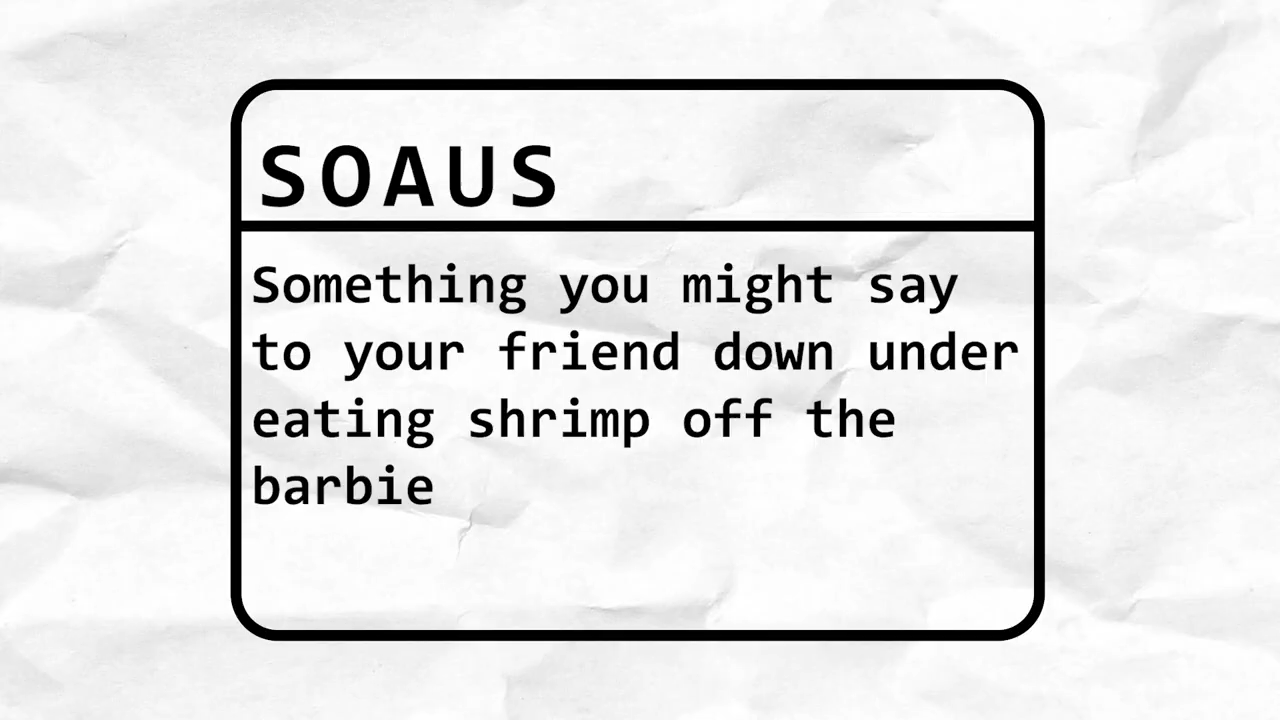 SOAUS
Something you might say
to your friend down under
eating shrimp off the
barbie